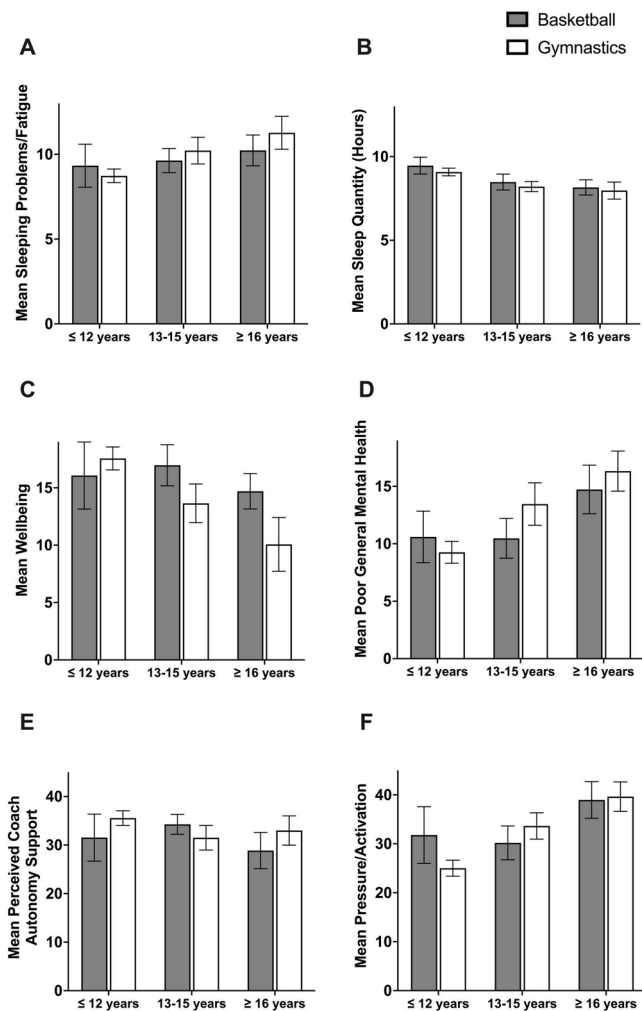 Basketball
Gymnastics
A
Mean Sleeping Problems/Fatigue
10
5
0
≤ 12 years 13-15 years ≥ 16 years
B
Mean Sleep Quantity (Hours)
10
5
0
≤ 12 years 13-15 years ≥ 16 years
C
Mean Wellbeing
15
10
5
0
≤ 12 years 13-15 years ≥ 16 years
D
Mean Poor General Mental Health
15
10
5
0
≤ 12 years 13-15 years ≥ 16 years
E
Mean Perceived Coach
Autonomy Support
40
30
20
10
0
≤ 12 years 13-15 years ≥ 16 years
F
Mean Pressure/Activation
40
30
20
10
0
≤ 12 years 13-15 years ≥ 16 years